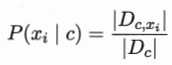 P(x_i | c) = |D_{c,x_i}| / |D_c|